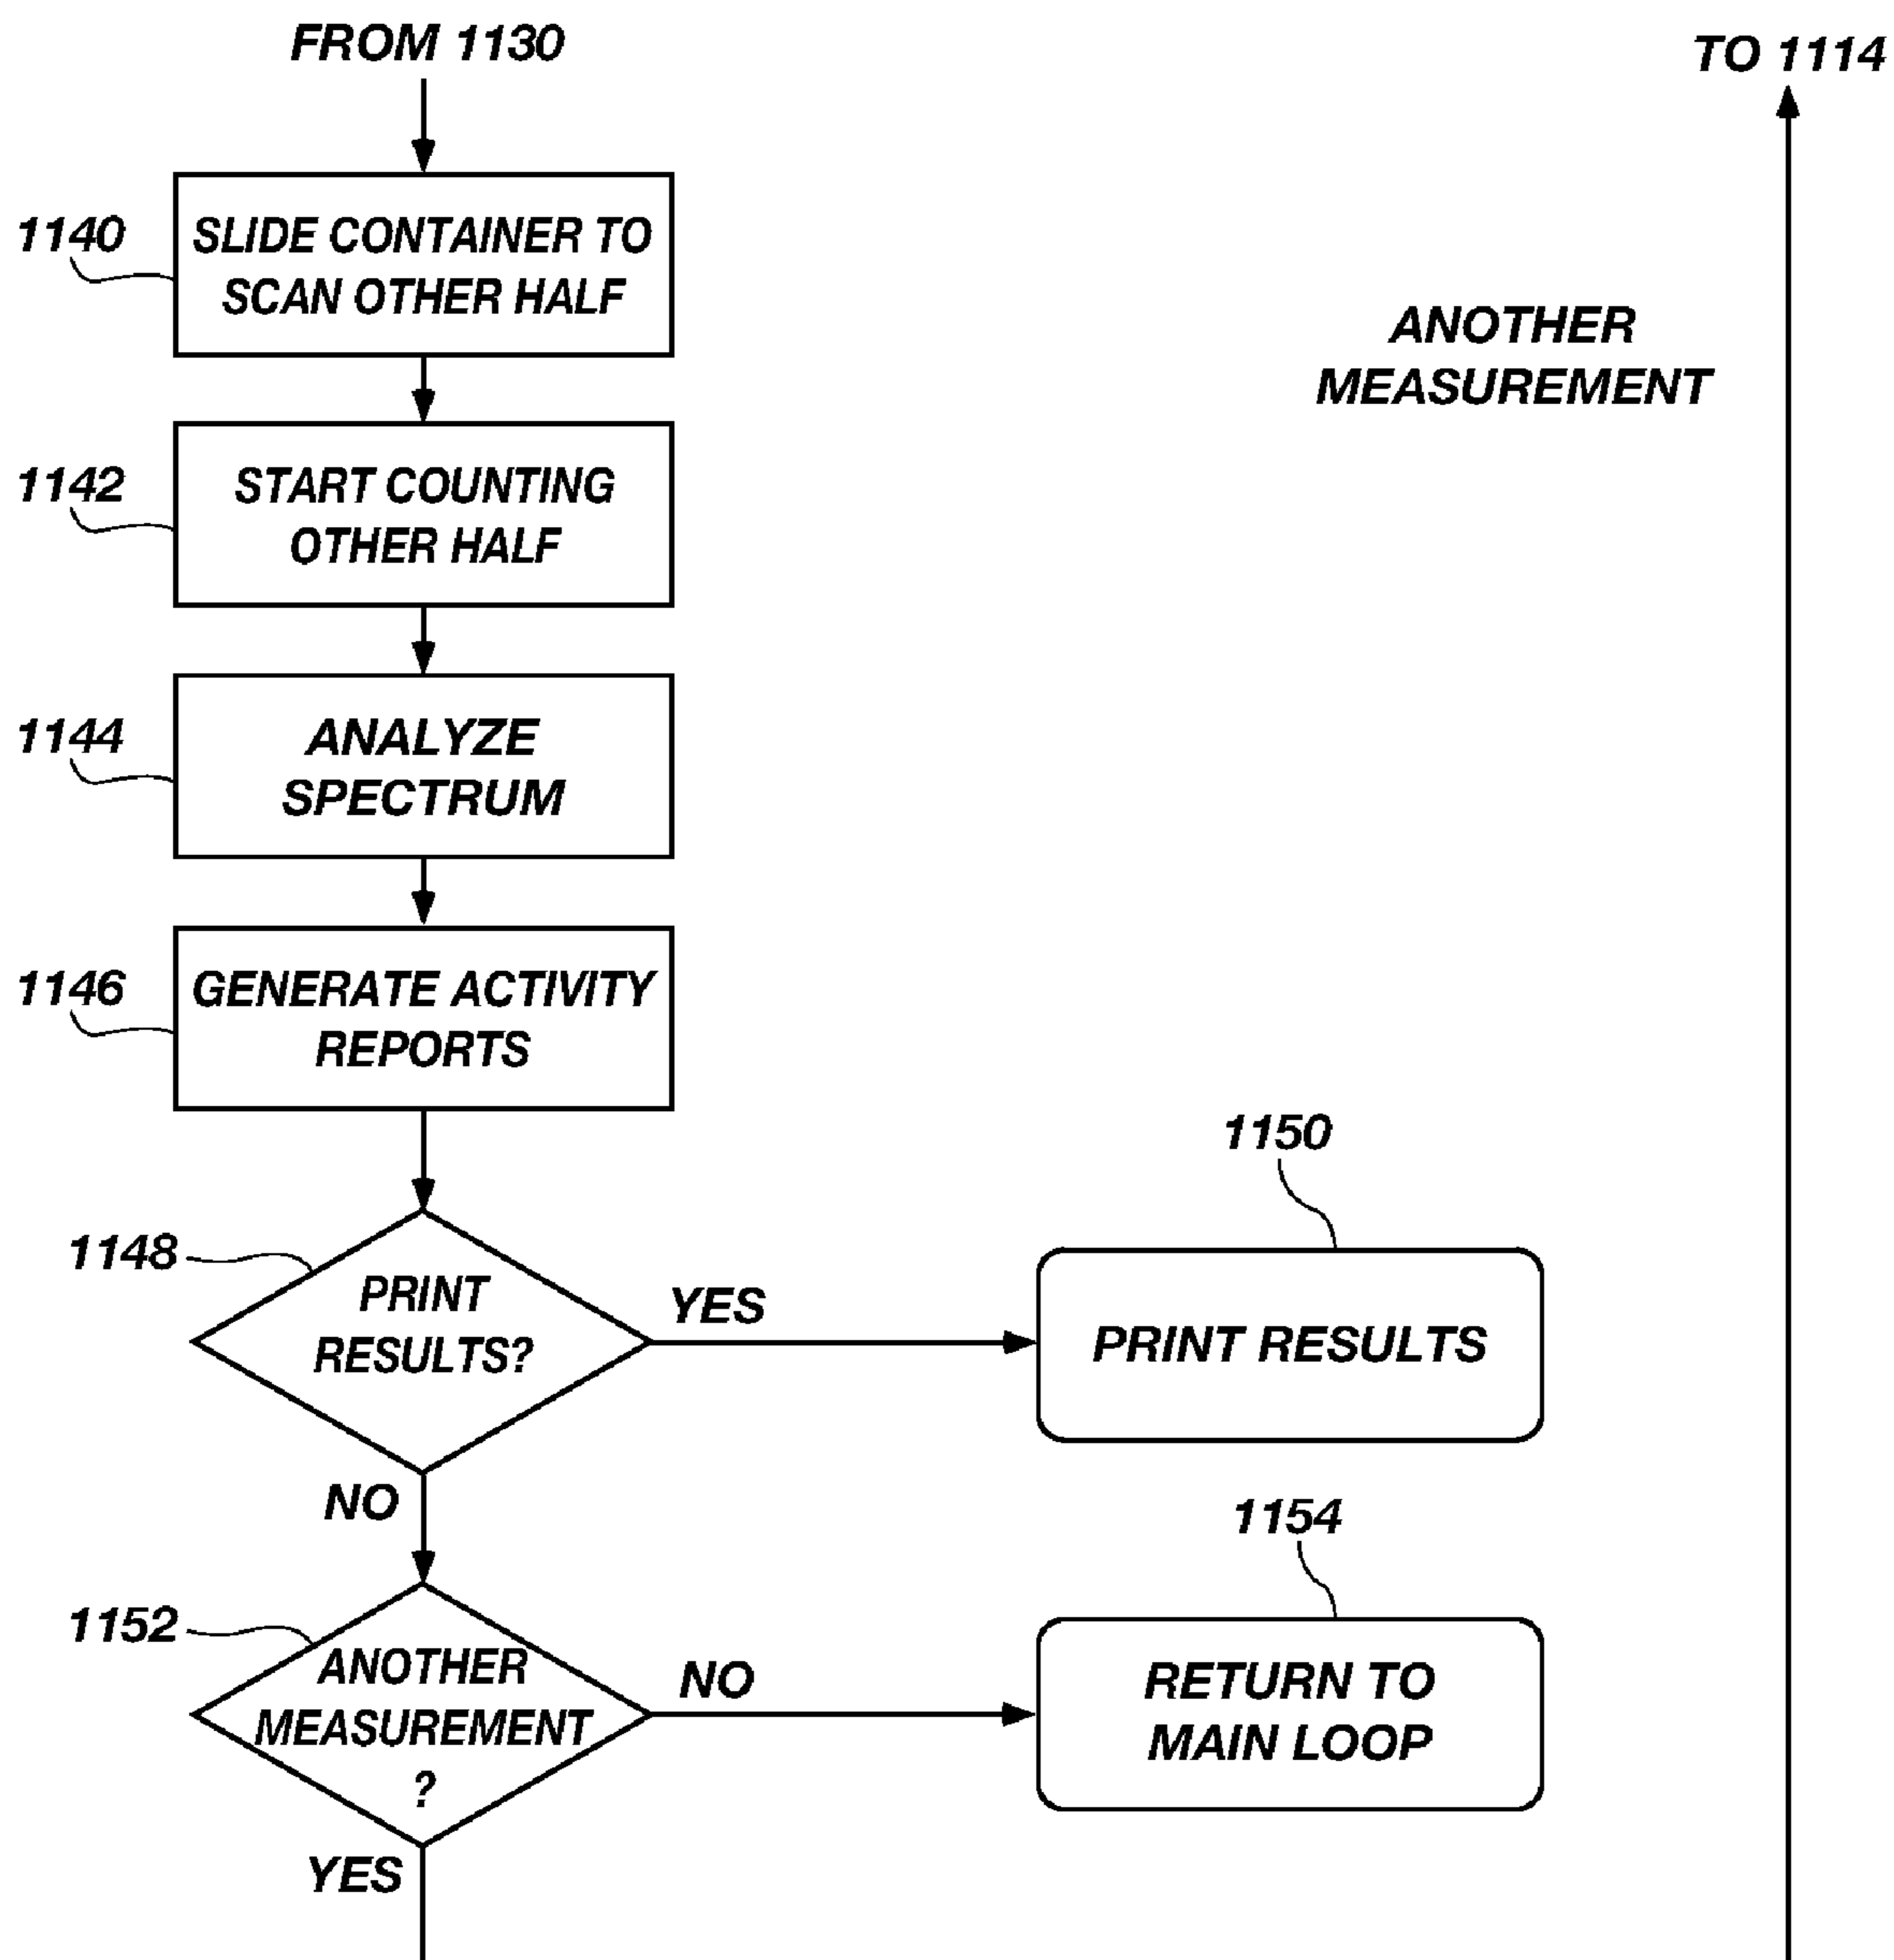 FROM 1130
TO 1114
1140
SLIDE CONTAINER TO
SCAN OTHER HALF
ANOTHER
MEASUREMENT
1142
START COUNTING
OTHER HALF
1144
ANALYZE
SPECTRUM
1146
GENERATE ACTIVITY
REPORTS
1148
PRINT
RESULTS?
YES
1150
PRINT RESULTS
NO
1152
ANOTHER
MEASUREMENT
?
NO
1154
RETURN TO
MAIN LOOP
YES